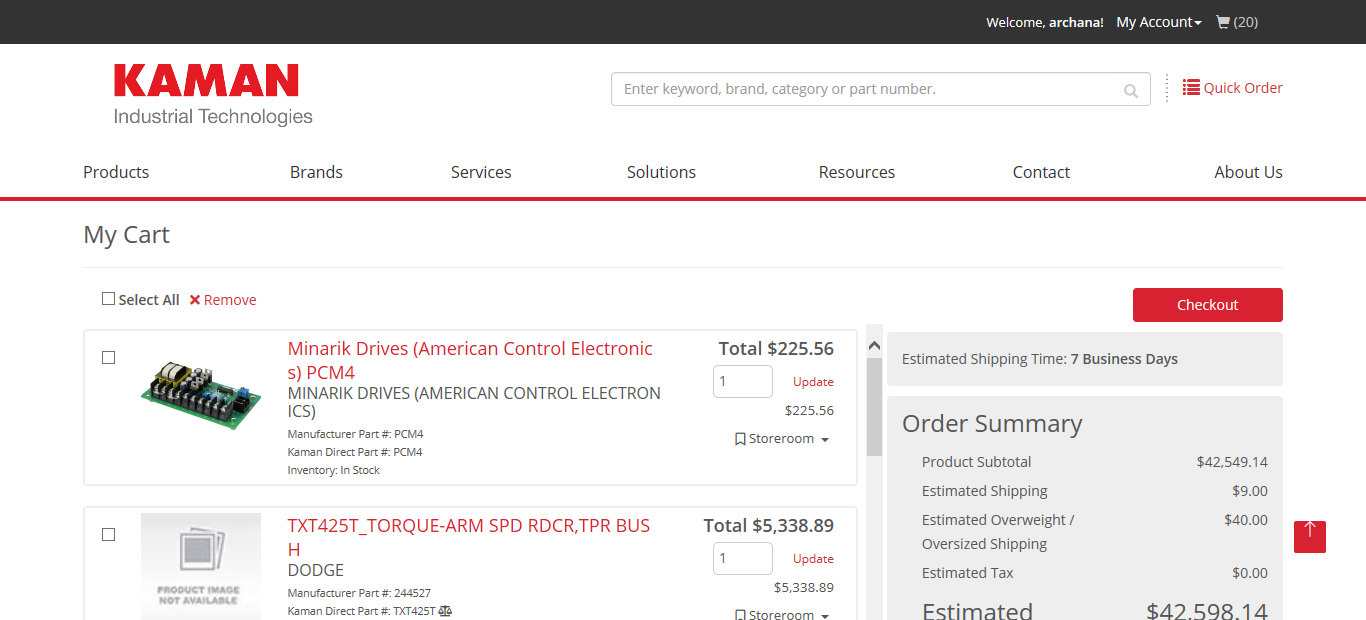 Welcome, archana! My Account (20)
KAMAN
Industrial Technologies
Enter keyword, brand, category or part number.
Quick Order
Products Brands Services Solutions Resources Contact About Us
My Cart
Select All Remove
Checkout
Minarik Drives (American Control Electronic
s) PCM4
MINARIK DRIVES (AMERICAN CONTROL ELECTRON
ICS)
Manufacturer Part #: PCM4
Kaman Direct Part #: PCM4
Inventory: In Stock
Total $225.56
1 Update
$225.56
Storeroom
PRODUCT IMAGE
NOT AVAILABLE
TXT425T_TORQUE-ARM SPD RDCR,TPR BUS
H
DODGE
Manufacturer Part #: 244527
Kaman Direct Part #: TXT425T
Total $5,338.89
1 Update
$5,338.89
Storeroom
Estimated Shipping Time: 7 Business Days
Order Summary
Product Subtotal $42,549.14
Estimated Shipping $9.00
Estimated Overweight / $40.00
Oversized Shipping
Estimated Tax $0.00
Estimated $42,598.14